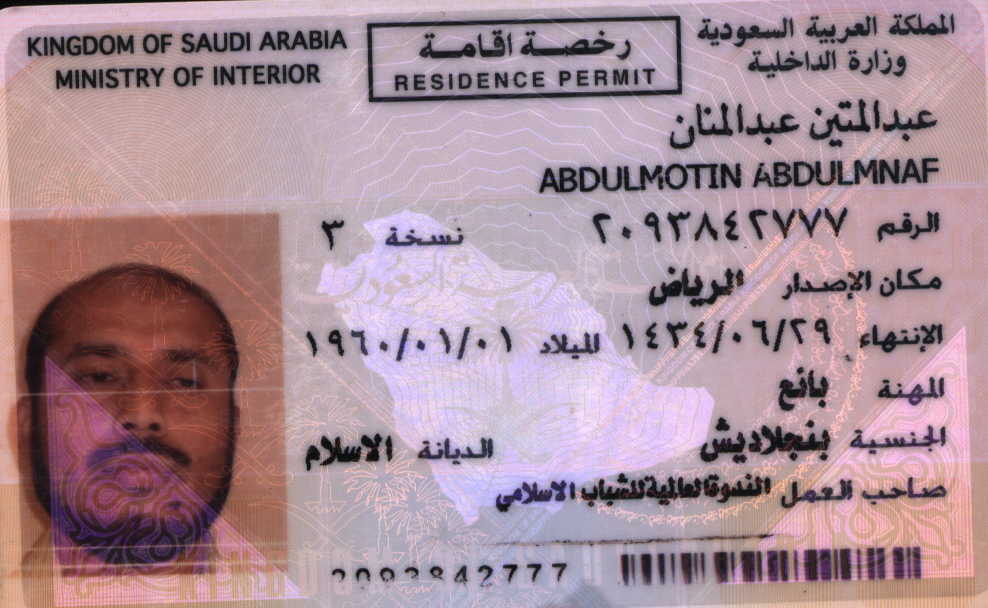 KINGDOM OF SAUDI ARABIA
MINISTRY OF INTERIOR
رخصة اقامة
RESIDENCE PERMIT
المملكة العربية السعودية
وزارة الداخلية
عبدالمتين عبدالمنان
ABDULMOTIN ABDULMNAF
الرقم ٢٠٩٣٨٤٢٧٧٧ نسخة ٣
مكان الإصدار الرياض
الإنتهاء ١٤٣٤/٠٦/٢٩ الميلاد ١٩٦٠/٠١/٠١
المهنة بائع
الجنسية بنجلاديش الديانة الاسلام
صاحب العمل الندوة العالمية للشباب الاسلامي
2093842777